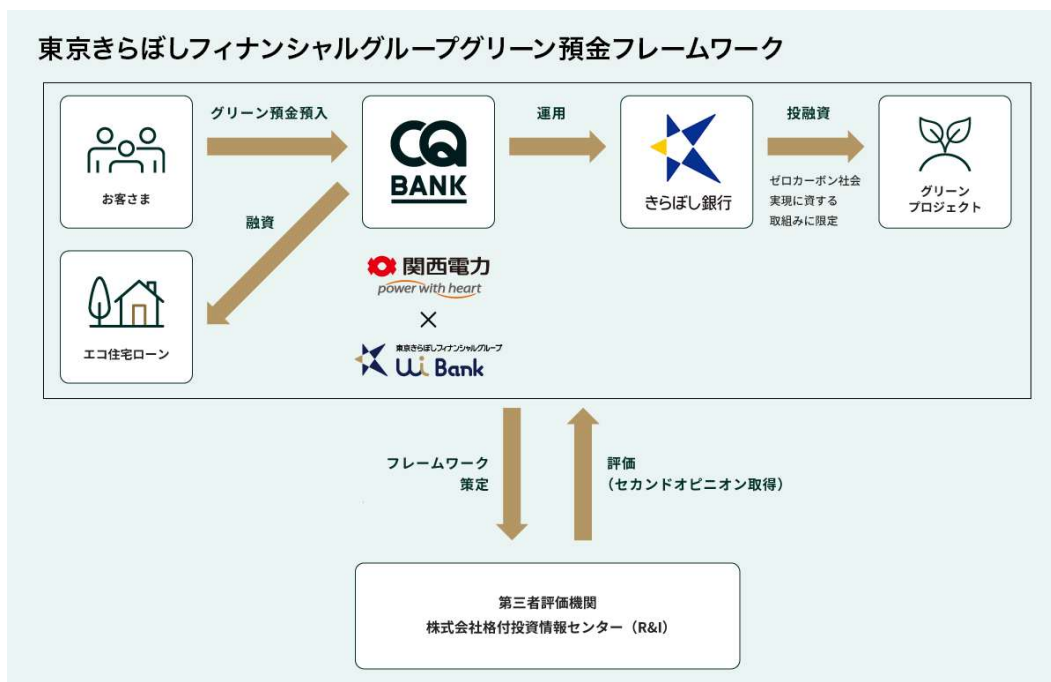 東京きらぼしフィナンシャルグループグリーン預金フレームワーク
お客さま
グリーン預金預入
CQ
BANK
運用
きらぼし銀行
投融資
ゼロカーボン社会
実現に資する
取組みに限定
グリーン
プロジェクト
融資
エコ住宅ローン
関西電力
power with heart
×
東京きらぼしフィナンシャルグループ
UI Bank
フレームワーク
策定
評価
（セカンドオピニオン取得）
第三者評価機関
株式会社格付投資情報センター（R&I）